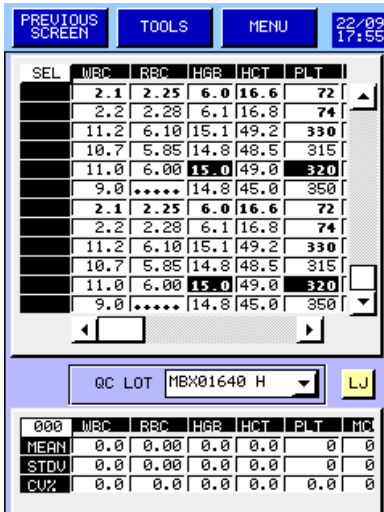 PREVIOUS SCREEN TOOLS MENU 22/09 17:55
SEL WBC RBC HGB HCT PLT
2.1 2.25 6.0 16.6 72
2.2 2.28 6.1 16.8 74
11.2 6.10 15.1 49.2 330
10.7 5.85 14.8 48.5 315
11.0 6.00 15.0 49.0 320
9.0 ..... 14.8 45.0 350
2.1 2.25 6.0 16.6 72
2.2 2.28 6.1 16.8 74
11.2 6.10 15.1 49.2 330
10.7 5.85 14.8 48.5 315
11.0 6.00 15.0 49.0 320
9.0 ..... 14.8 45.0 350
QC LOT MBX01640 H LJ
000 WBC RBC HGB HCT PLT MC
MEAN 0.0 0.00 0.0 0.0 0 0
STDV 0.0 0.00 0.0 0.0 0 0
CV% 0.0 0.0 0.0 0.0 0.0 0